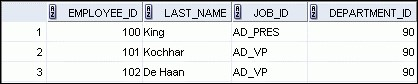 EMPLOYEE_ID LAST_NAME JOB_ID DEPARTMENT_ID
1 100 King AD_PRES 90
2 101 Kochhar AD_VP 90
3 102 De Haan AD_VP 90